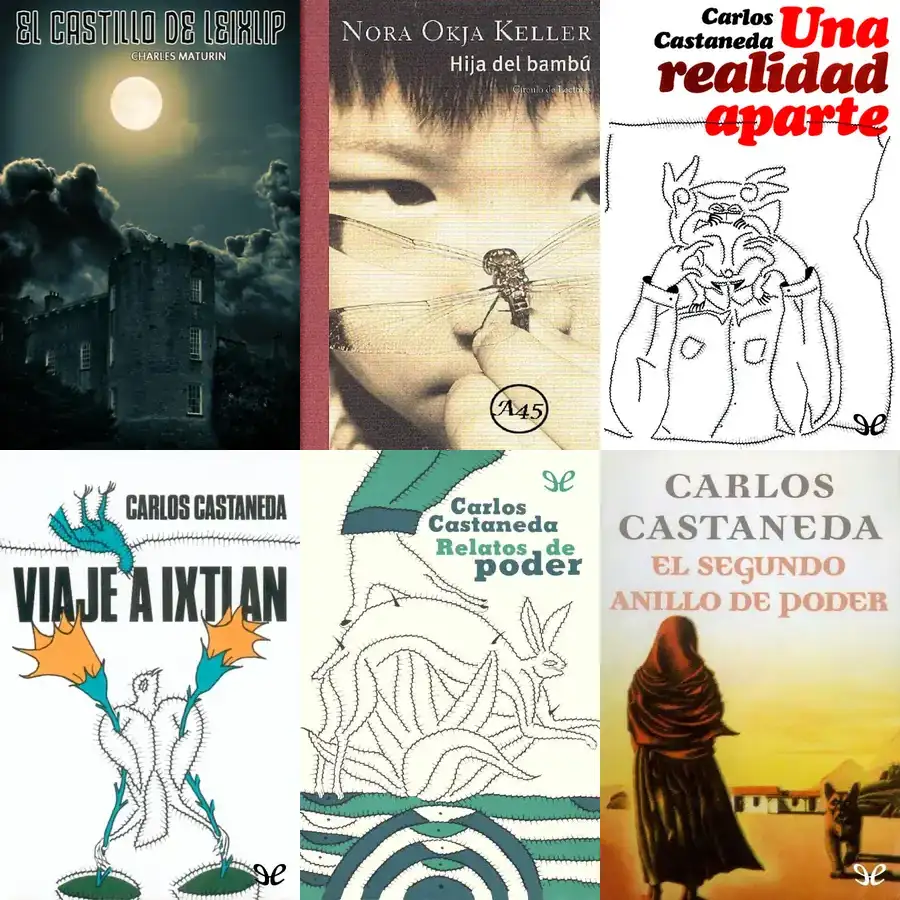 EL CASTILLO DE LEIXLIP
CHARLES MATURIN
NORA OKJA KELLER
Hija del bambú
Círculo de Lectores
A45
Carlos
Castaneda
Una
realidad
aparte
CARLOS CASTANEDA
VIAJE A IXTLAN
Carlos
Castaneda
Relatos de
poder
CARLOS
CASTANEDA
EL SEGUNDO
ANILLO DE PODER